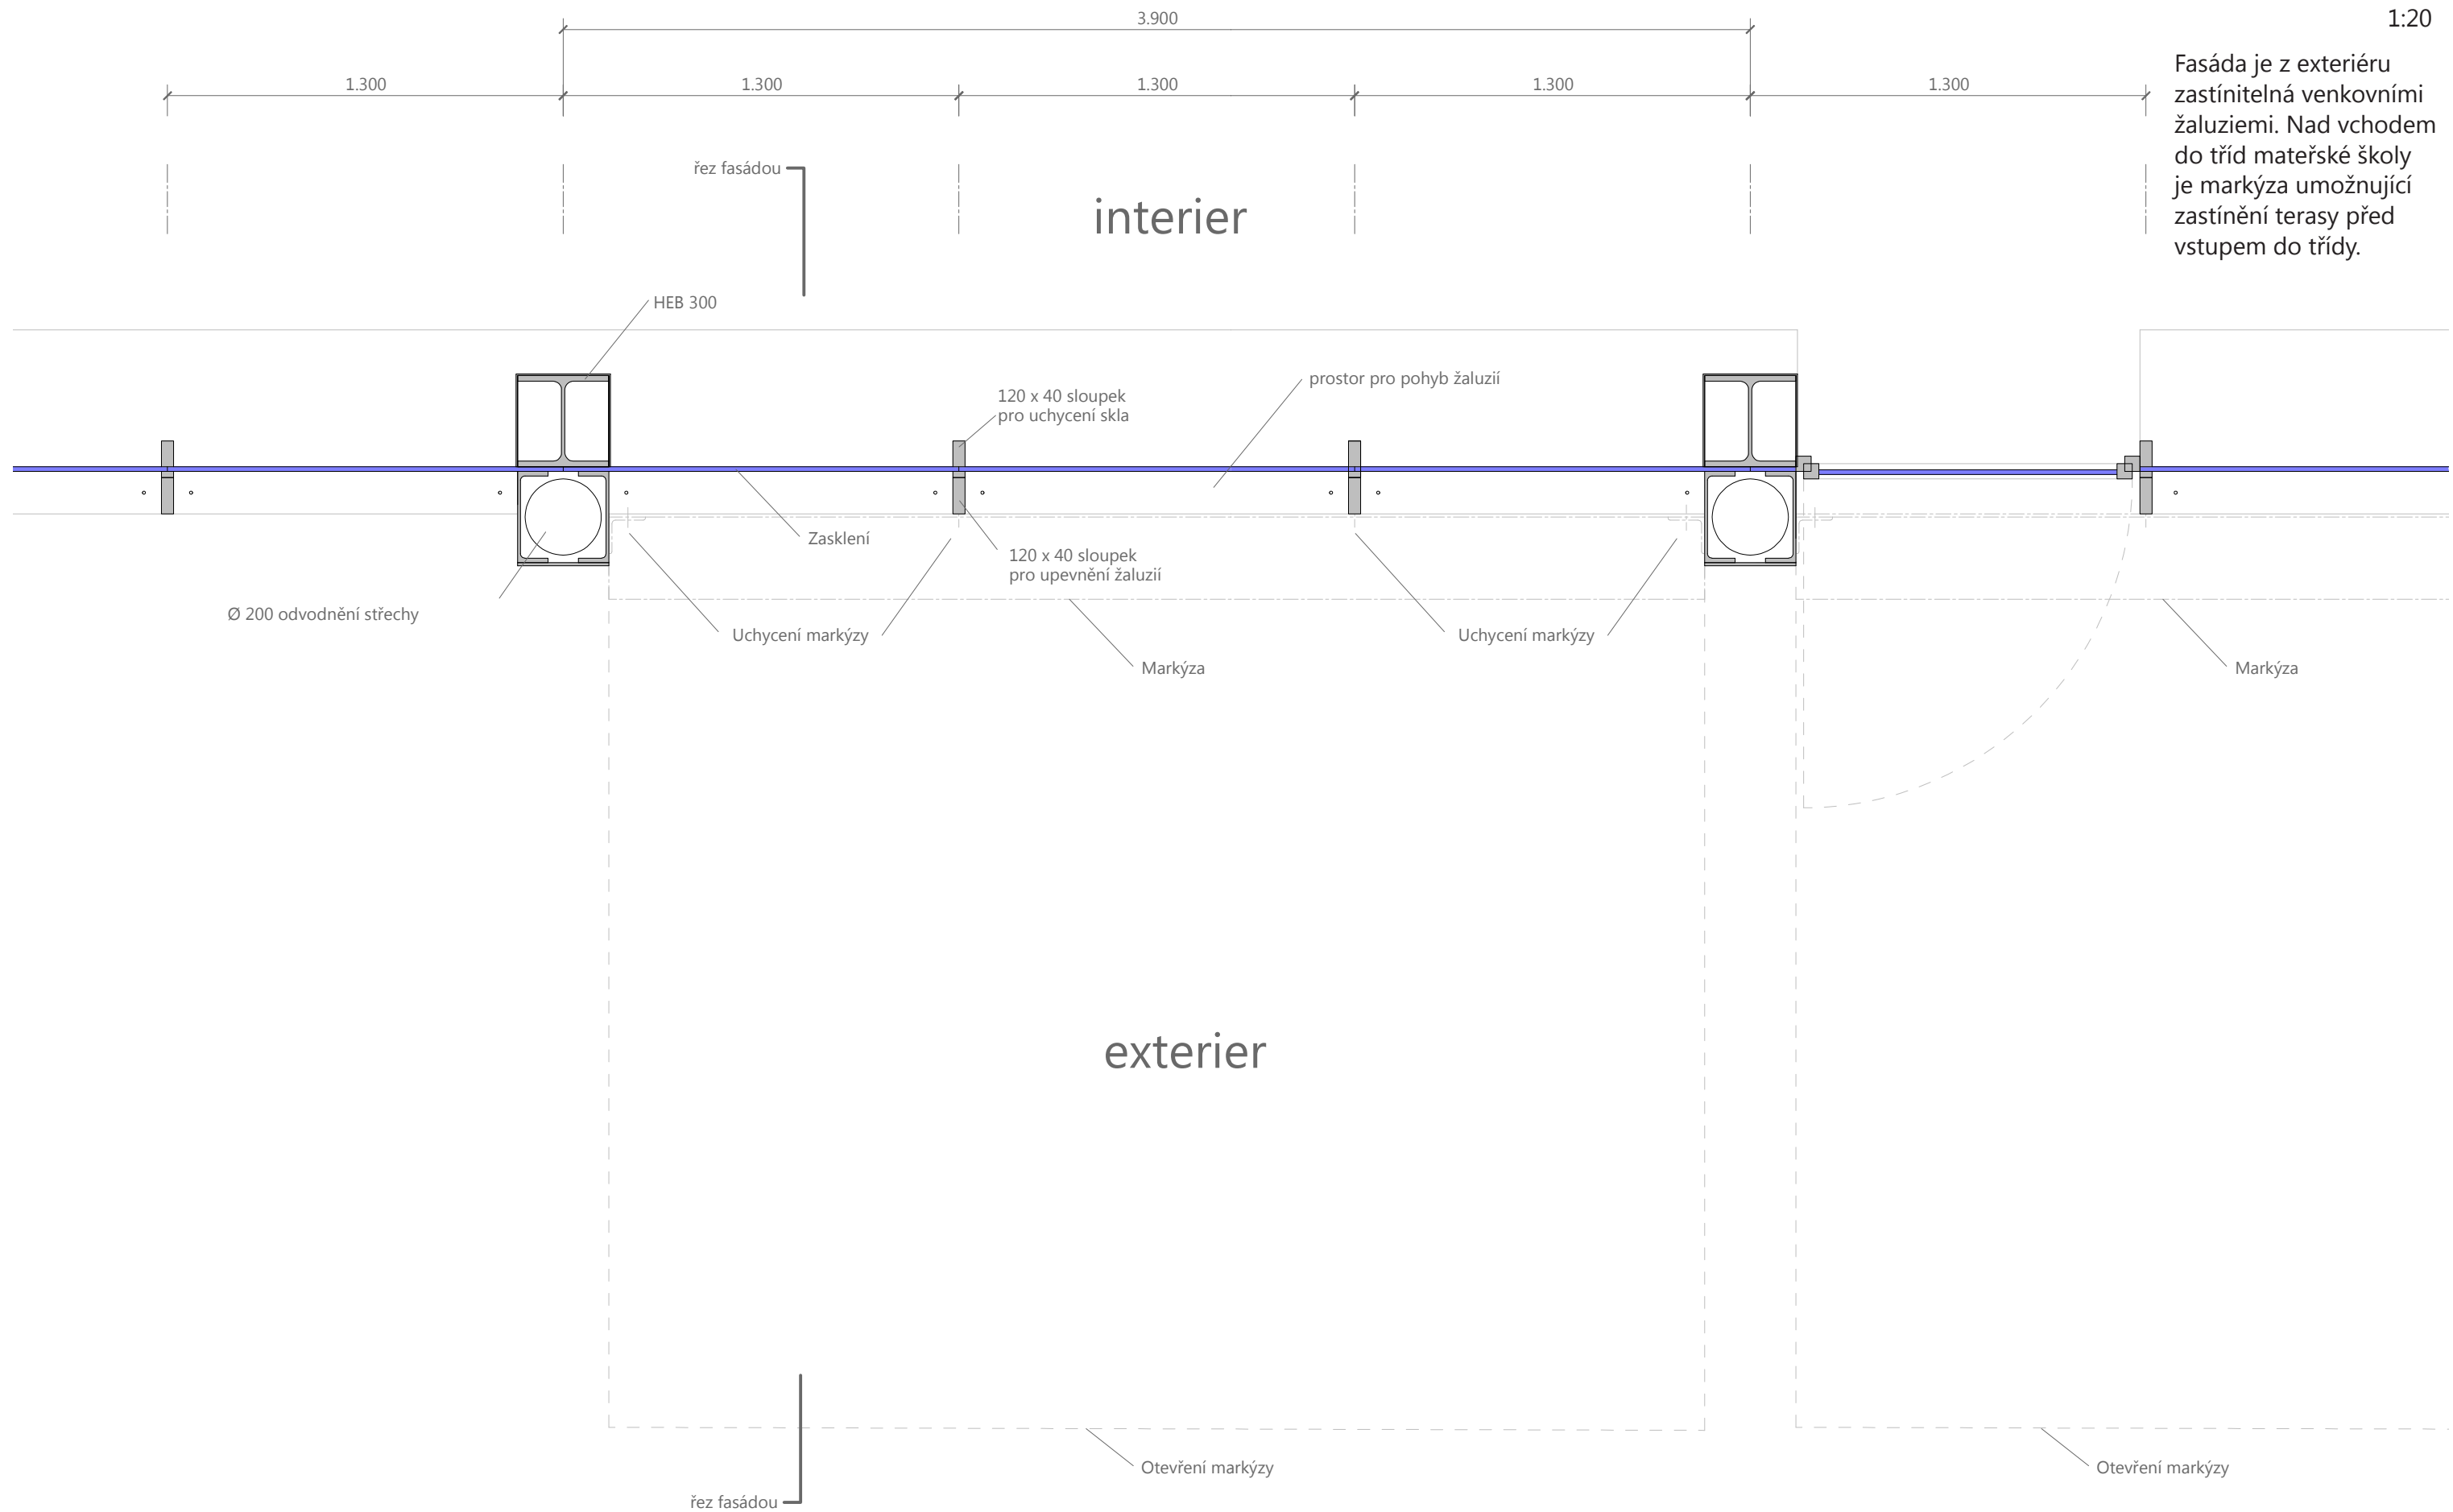 1:20
3.900
1.300
1.300
1.300
1.300
1.300
Fasáda je z exteriéru
zastínitelná venkovními
žaluziemi. Nad vchodem
do tříd mateřské školy
je markýza umožnující
zastínění terasy před
vstupem do třídy.
řez fasádou
interier
HEB 300
prostor pro pohyb žaluzií
120 x 40 sloupek
pro uchycení skla
Zasklení
120 x 40 sloupek
pro upevnění žaluzií
Ø 200 odvodnění střechy
Uchycení markýzy
Uchycení markýzy
Markýza
Markýza
exterier
Otevření markýzy
Otevření markýzy
řez fasádou